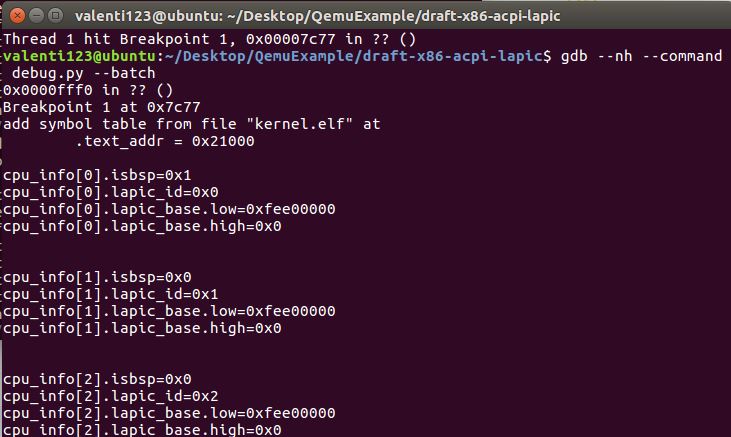 valenti123@ubuntu: ~/Desktop/QemuExample/draft-x86-acpi-lapic
Thread 1 hit Breakpoint 1, 0x00007c77 in ?? ()
valenti123@ubuntu:~/Desktop/QemuExample/draft-x86-acpi-lapic$ gdb --nh --command
debug.py --batch
0x0000fff0 in ?? ()
Breakpoint 1 at 0x7c77
add symbol table from file "kernel.elf" at
.text_addr = 0x21000
cpu_info[0].isbsp=0x1
cpu_info[0].lapic_id=0x0
cpu_info[0].lapic_base.low=0xfee00000
cpu_info[0].lapic_base.high=0x0
cpu_info[1].isbsp=0x0
cpu_info[1].lapic_id=0x1
cpu_info[1].lapic_base.low=0xfee00000
cpu_info[1].lapic_base.high=0x0
cpu_info[2].isbsp=0x0
cpu_info[2].lapic_id=0x2
cpu_info[2].lapic_base.low=0xfee00000
cpu_info[2].lapic_base.high=0x0